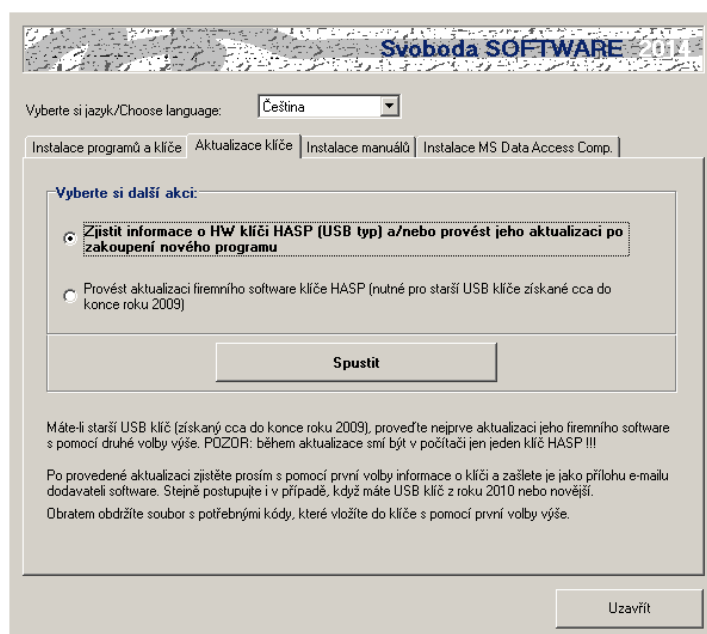 Svoboda SOFTWARE 2014
Vyberte si jazyk/Choose language: Čeština
Instalace programů a klíče Aktualizace klíče Instalace manuálů Instalace MS Data Access Comp.
Vyberte si další akci:
Zjistit informace o HW klíči HASP (USB typ) a/nebo provést jeho aktualizaci po
zakoupení nového programu
Provést aktualizaci firemního software klíče HASP (nutné pro starší USB klíče získané cca do
konce roku 2009)
Spustit
Máte-li starší USB klíč (získaný cca do konce roku 2009), proveďte nejprve aktualizaci jeho firemního software
s pomocí druhé volby výše. POZOR: během aktualizace smí být v počítači jen jeden klíč HASP !!!
Po provedené aktualizaci zjistěte prosím s pomocí první volby informace o klíči a zašlete je jako přílohu e-mailu
dodavateli software. Stejně postupujte i v případě, když máte USB klíč z roku 2010 nebo novější.
Obratem obdržíte soubor s potřebnými kódy, které vložíte do klíče s pomocí první volby výše.
Uzavřít